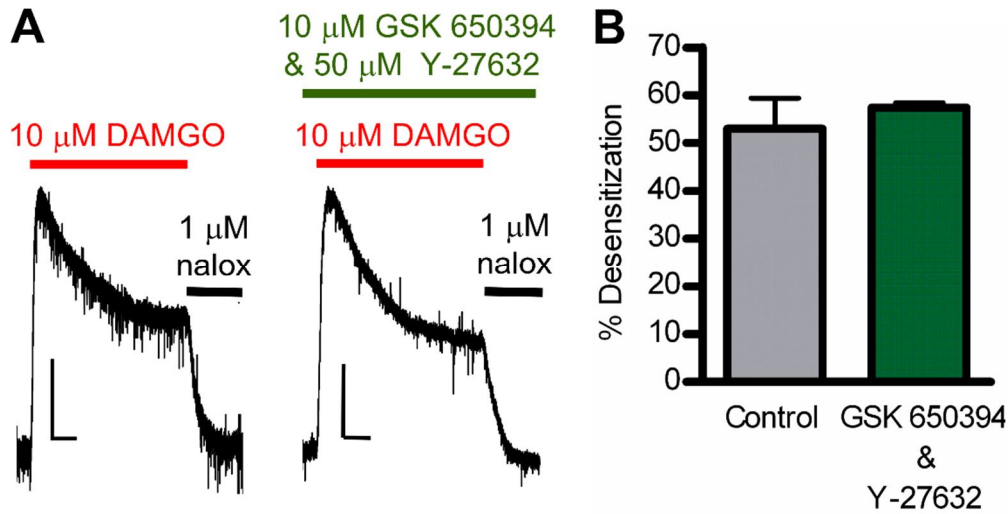 A
10 μM DAMGO
1 μM
nalox
10 μM GSK 650394
& 50 μM Y-27632
10 μM DAMGO
1 μM
nalox
B
% Desensitization
70
60
50
40
30
20
10
0
Control
GSK 650394
&
Y-27632